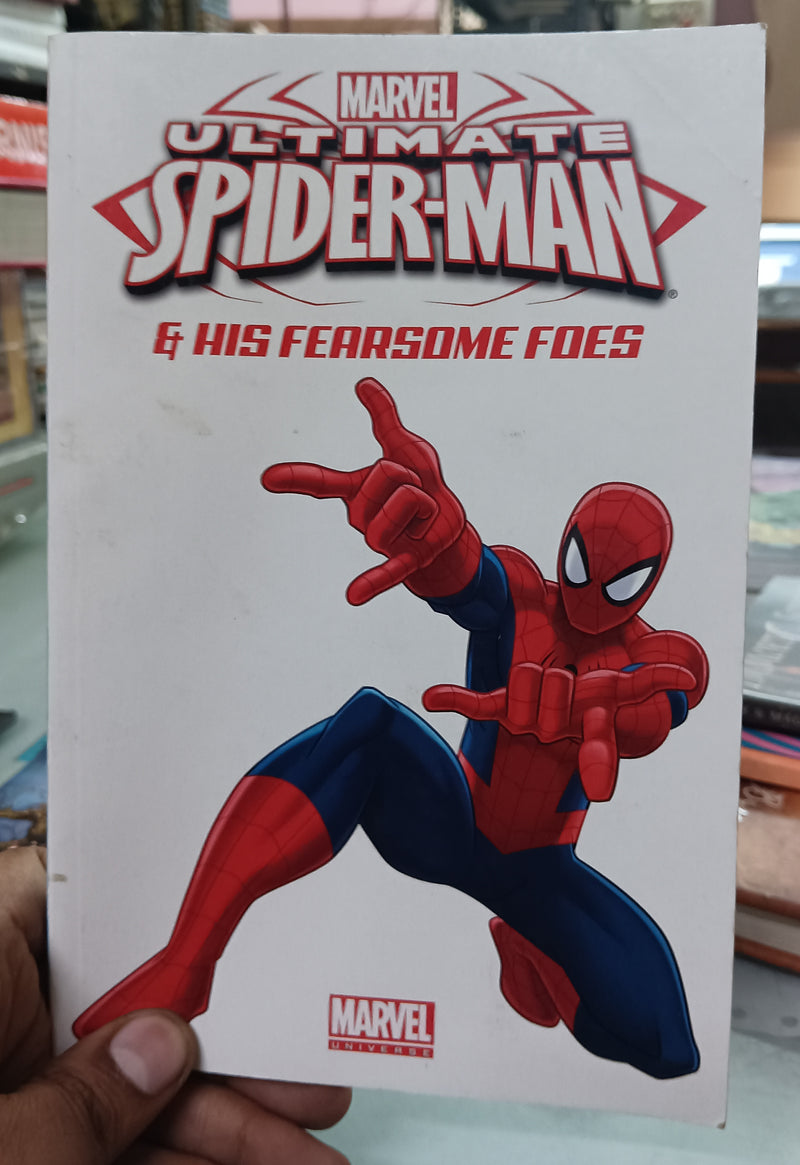 MARVEL
ULTIMATE
SPIDER-MAN®
& HIS FEARSOME FOES
MARVEL
UNIVERSE